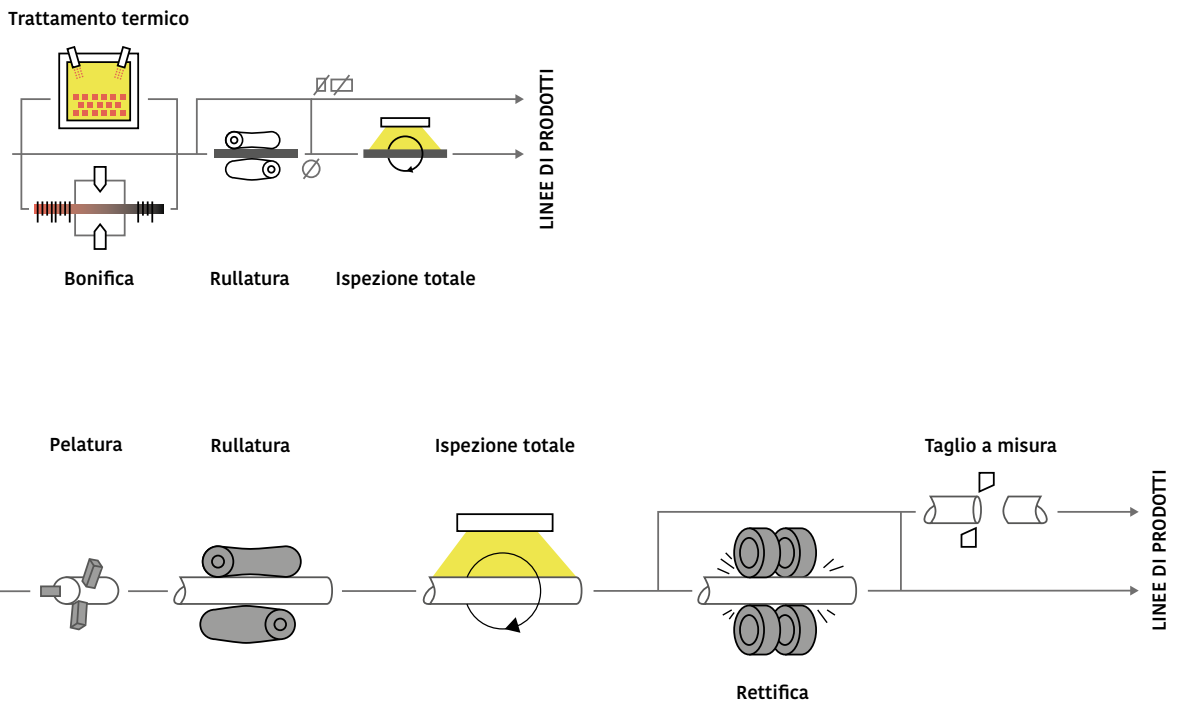 Trattamento termico
LINEE DI PRODOTTI
Bonifica
Rullatura
Ispezione totale
Pelatura
Rullatura
Ispezione totale
Taglio a misura
LINEE DI PRODOTTI
Rettifica